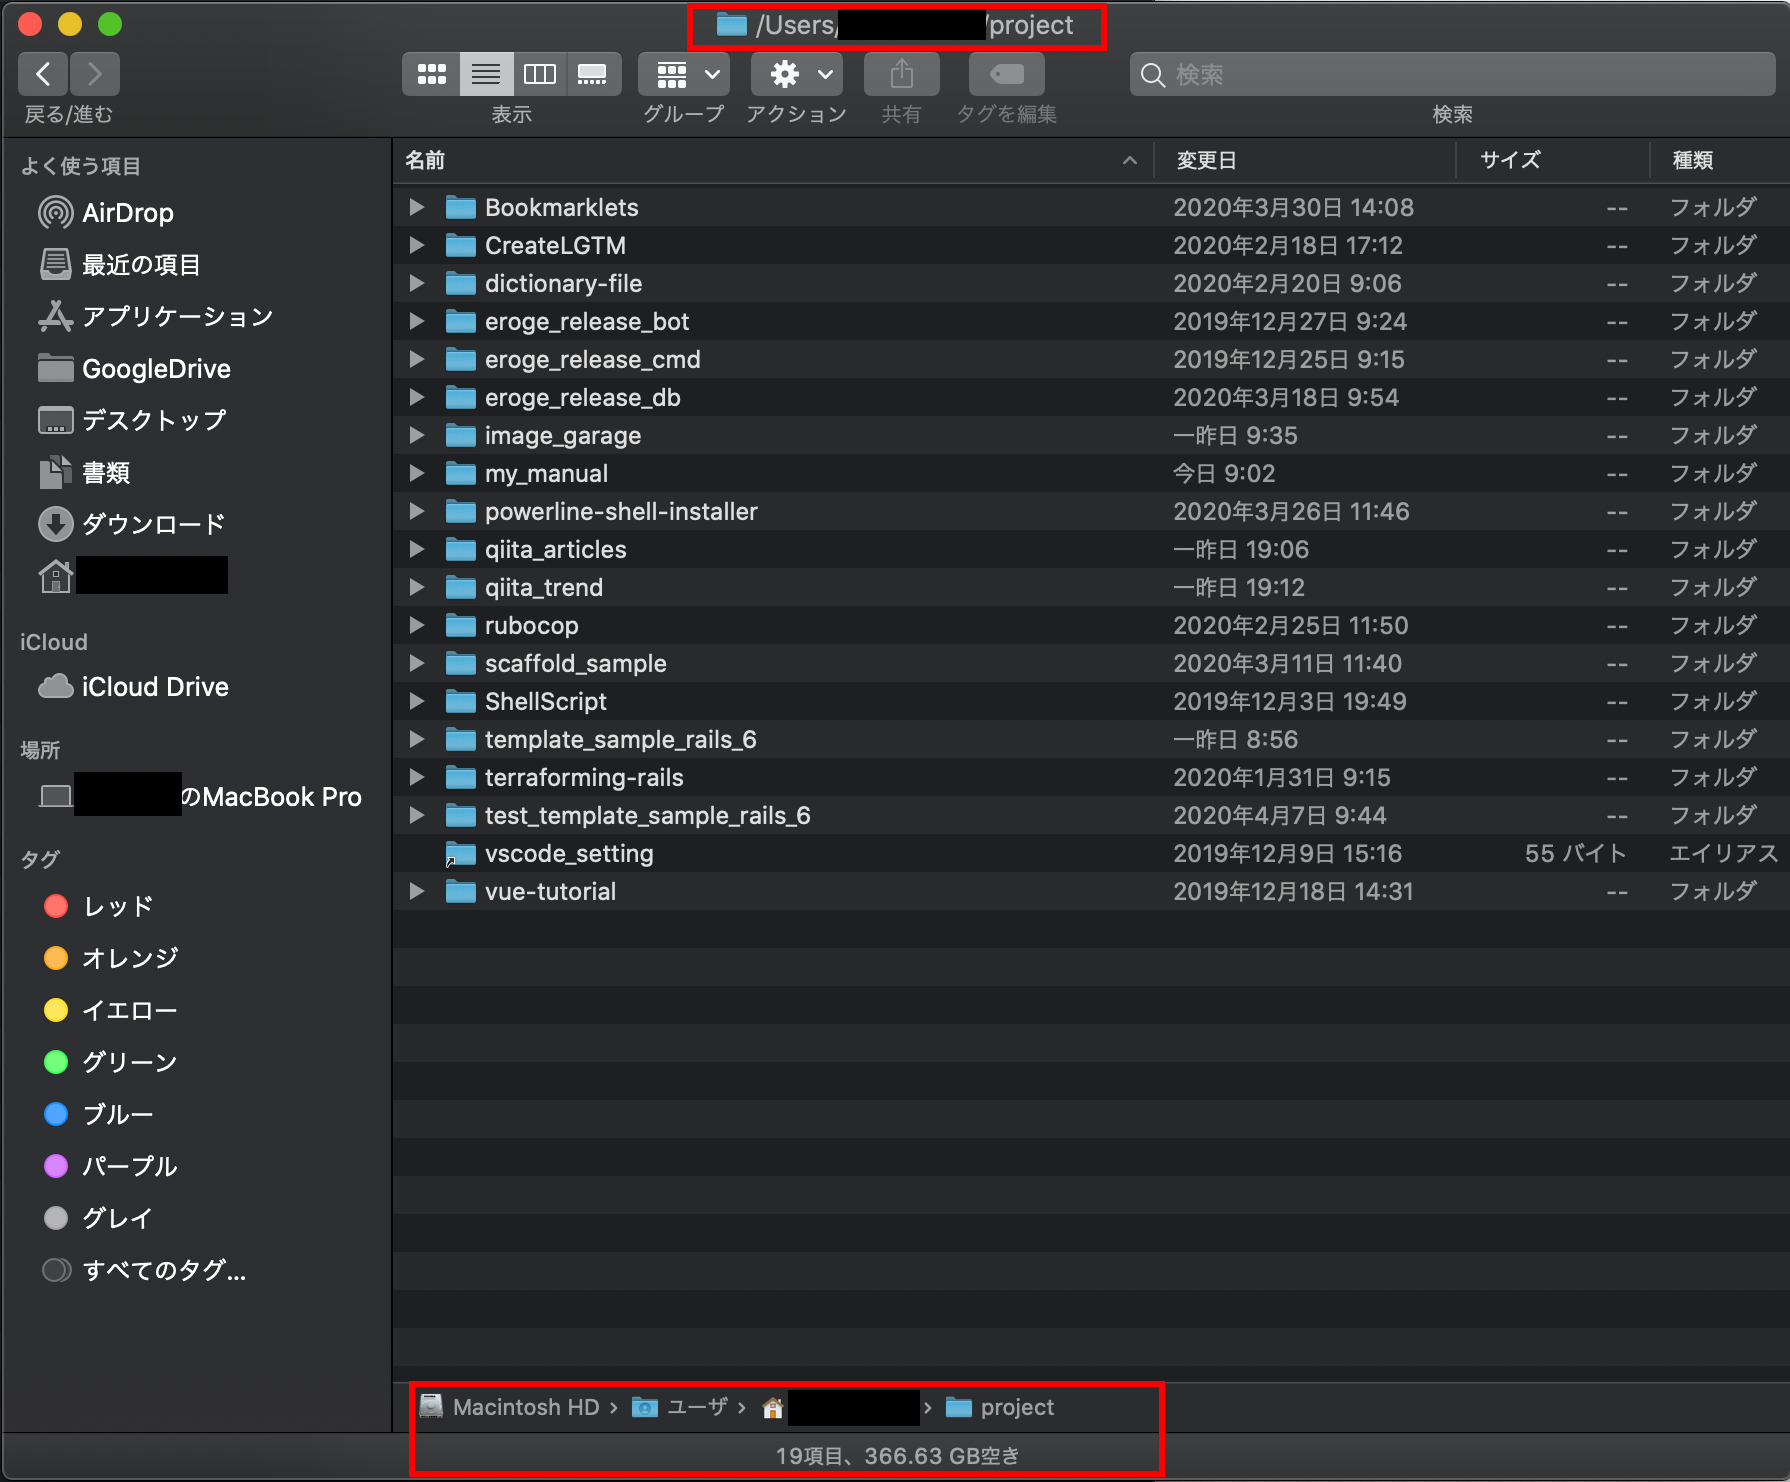 /Users/ /project
戻る/進む
表示
グループ
アクション
共有
タグを編集
検索
検索
よく使う項目
AirDrop
最近の項目
アプリケーション
GoogleDrive
デスクトップ
書類
ダウンロード
iCloud
iCloud Drive
場所
のMacBook Pro
タグ
レッド
オレンジ
イエロー
グリーン
ブルー
パープル
グレイ
すべてのタグ...
名前 変更日 サイズ 種類
Bookmarklets 2020年3月30日 14:08 -- フォルダ
CreateLGTM 2020年2月18日 17:12 -- フォルダ
dictionary-file 2020年2月20日 9:06 -- フォルダ
eroge_release_bot 2019年12月27日 9:24 -- フォルダ
eroge_release_cmd 2019年12月25日 9:15 -- フォルダ
eroge_release_db 2020年3月18日 9:54 -- フォルダ
image_garage 一昨日 9:35 -- フォルダ
my_manual 今日 9:02 -- フォルダ
powerline-shell-installer 2020年3月26日 11:46 -- フォルダ
qiita_articles 一昨日 19:06 -- フォルダ
qiita_trend 一昨日 19:12 -- フォルダ
rubocop 2020年2月25日 11:50 -- フォルダ
scaffold_sample 2020年3月11日 11:40 -- フォルダ
ShellScript 2019年12月3日 19:49 -- フォルダ
template_sample_rails_6 一昨日 8:56 -- フォルダ
terraforming-rails 2020年1月31日 9:15 -- フォルダ
test_template_sample_rails_6 2020年4月7日 9:44 -- フォルダ
vscode_setting 2019年12月9日 15:16 55 バイト エイリアス
vue-tutorial 2019年12月18日 14:31 -- フォルダ
Macintosh HD › ユーザ › › project
19項目、366.63 GB空き